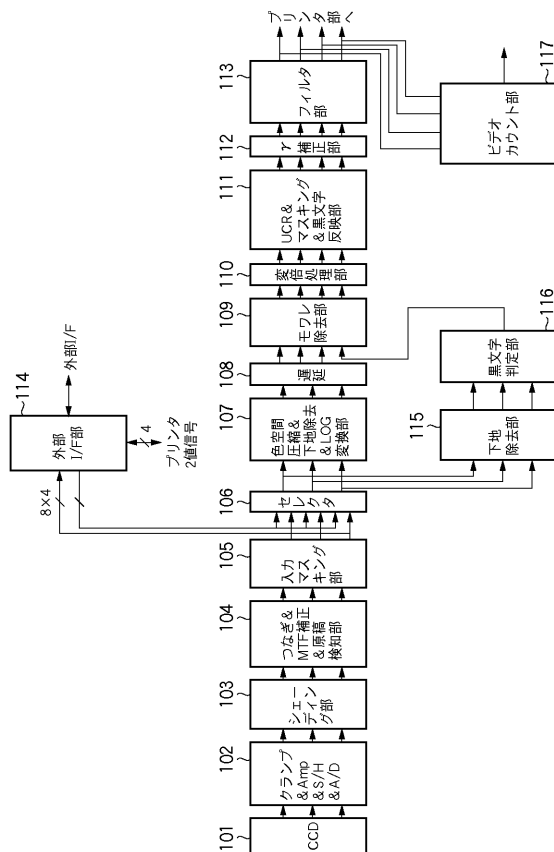 101
CCD
102
クランプ
&Amp
&S/H
&A/D
103
シェー
ディン
グ部
104
つなぎ&
MTF補正
&原稿
検知部
105
入力
マス
キング
部
106
セレクタ
107
色空間
圧縮&
下地除去
&LOG
変換部
108
遅延
109
モワレ
除去部
110
変倍処理部
111
UCR&
マスキング
&黒文字
反映部
112
γ補正部
113
フィルタ
部
プリンタ部へ
114
外部
I/F部
外部I/F
8×4
4
プリンタ
2値信号
115
下地
除去部
116
黒文字
判定部
117
ビデオ
カウント部